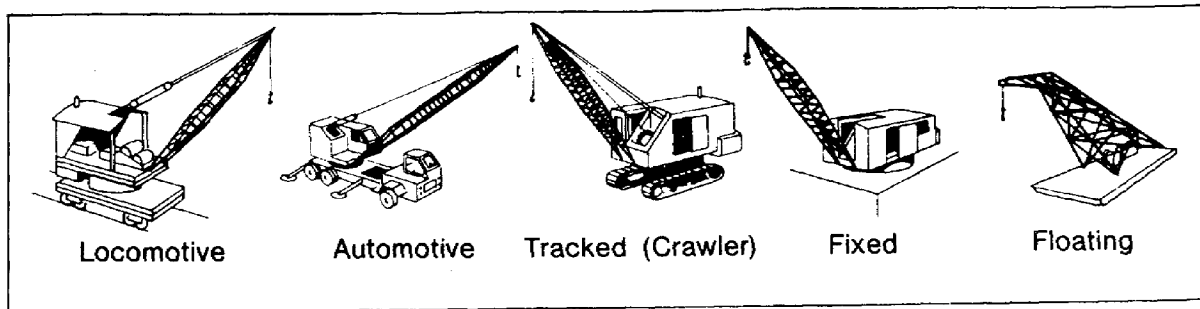 Locomotive
Automotive
Tracked (Crawler)
Fixed
Floating